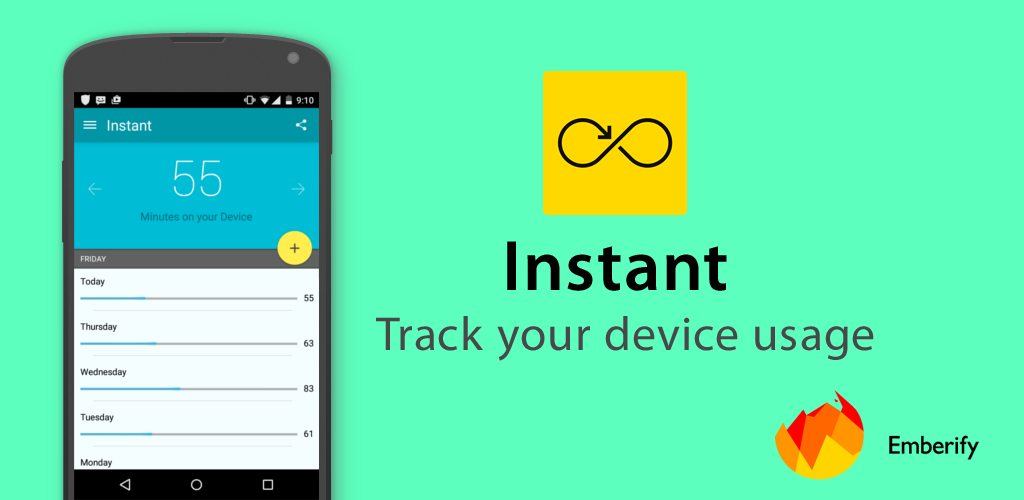 9:10
Instant
55
Minutes on your Device
+
FRIDAY
Today
55
Thursday
63
Wednesday
83
Tuesday
61
Monday
Instant
Track your device usage
Emberify